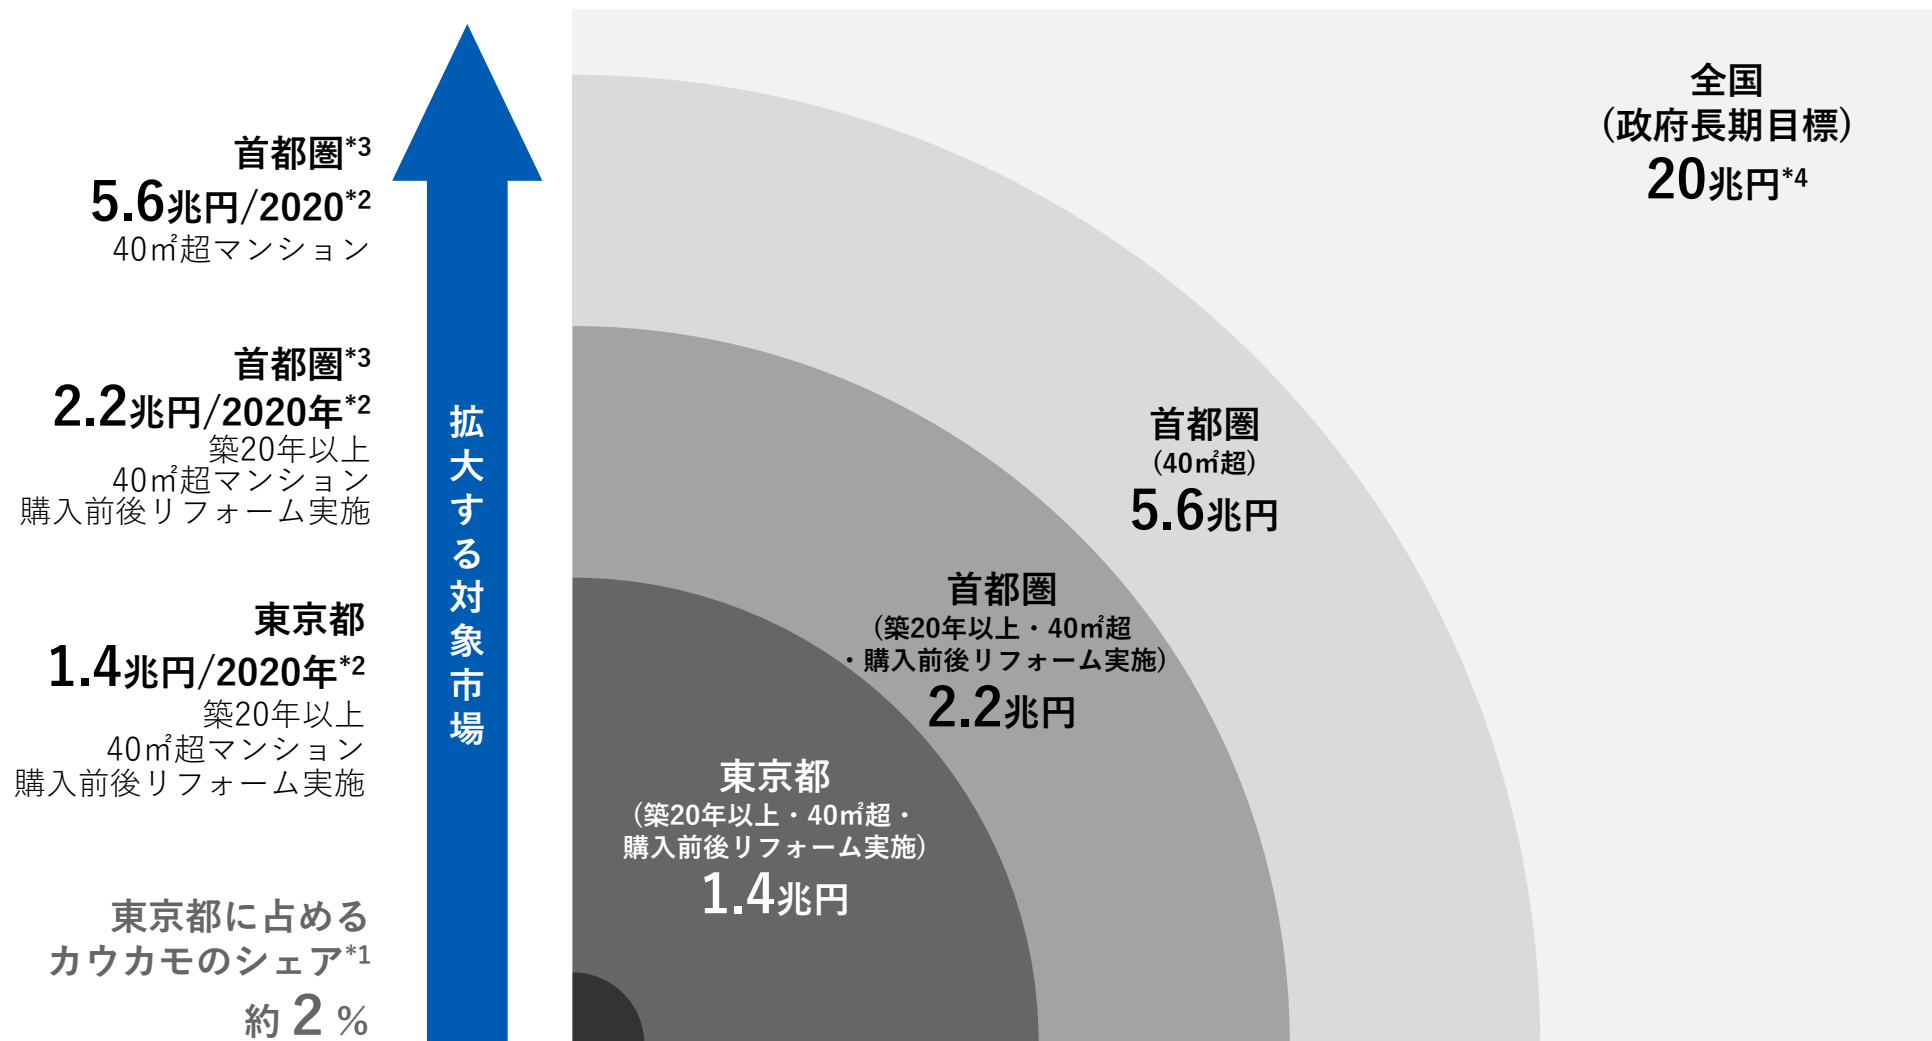 首都圏*3
5.6兆円/2020*2
40㎡超マンション
首都圏*3
2.2兆円/2020年*2
築20年以上
40㎡超マンション
購入前後リフォーム実施
東京都
1.4兆円/2020年*2
築20年以上
40㎡超マンション
購入前後リフォーム実施
東京都に占める
カウカモのシェア*1
約 2 %
拡大する対象市場
全国
(政府長期目標)
20兆円*4
首都圏
(40㎡超)
5.6兆円
首都圏
(築20年以上・40㎡超
・購入前後リフォーム実施)
2.2兆円
東京都
(築20年以上・40㎡超・
購入前後リフォーム実施)
1.4兆円